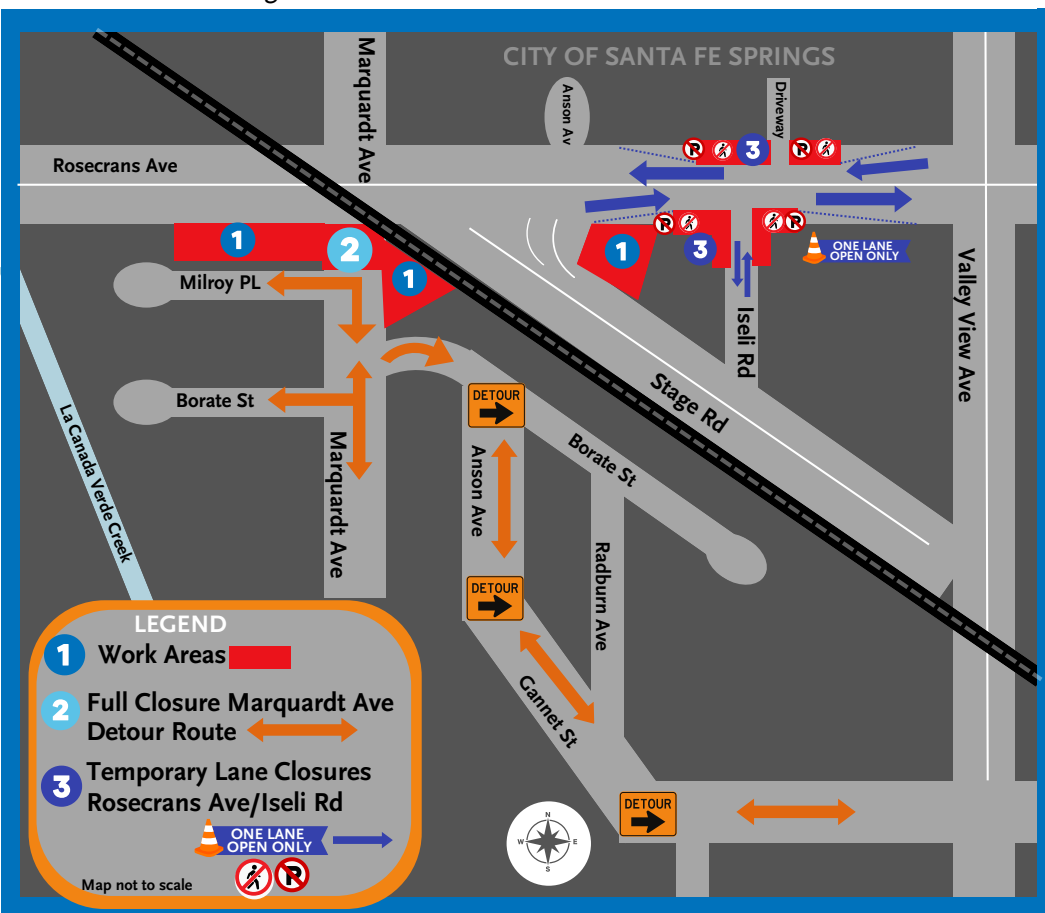 CITY OF SANTA FE SPRINGS
Marquardt Ave
Anson Av
Driveway
Rosecrans Ave
3
1
2
1
1
3
ONE LANE
OPEN ONLY
Milroy PL
Iseli Rd
Valley View Ave
Stage Rd
Borate St
DETOUR
La Canada Verde Creek
Marquardt Ave
Anson Ave
Borate St
Radburn Ave
DETOUR
Gannet St
DETOUR
LEGEND
1 Work Areas
2 Full Closure Marquardt Ave
Detour Route
3 Temporary Lane Closures
Rosecrans Ave/Iseli Rd
ONE LANE
OPEN ONLY
Map not to scale
N
W E
S